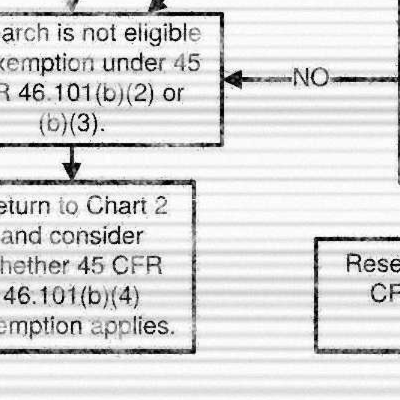 arch is not eligible
xemption under 45
R 46.101(b)(2) or
(b)(3).
NO
eturn to Chart 2
and consider
hether 45 CFR
46.101(b)(4)
emption applies.
Rese
CF